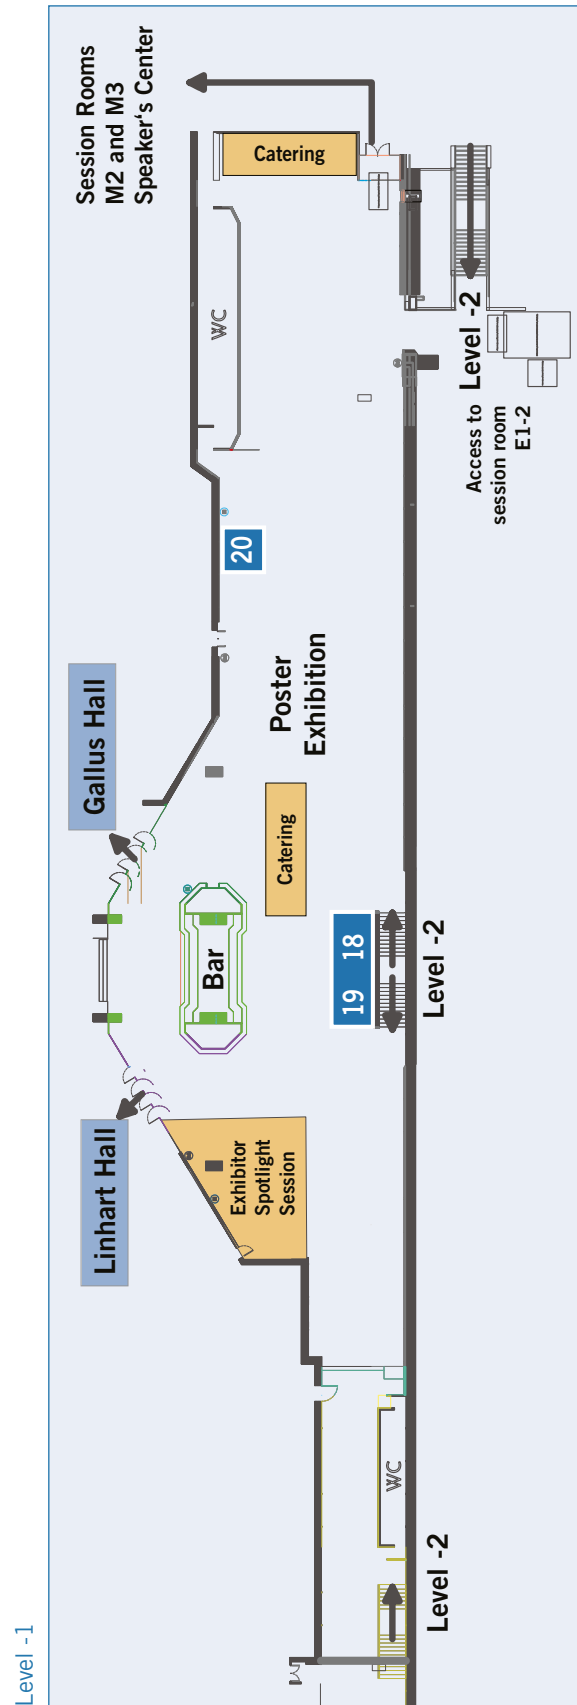 Level -1
Session Rooms
M2 and M3
Speaker‘s Center
Catering
WC
Level -2
Access to
session room
E1-2
20
Gallus Hall
Poster
Exhibition
Catering
Bar
19 18
Level -2
Linhart Hall
Exhibitor
Spotlight
Session
WC
Level -2